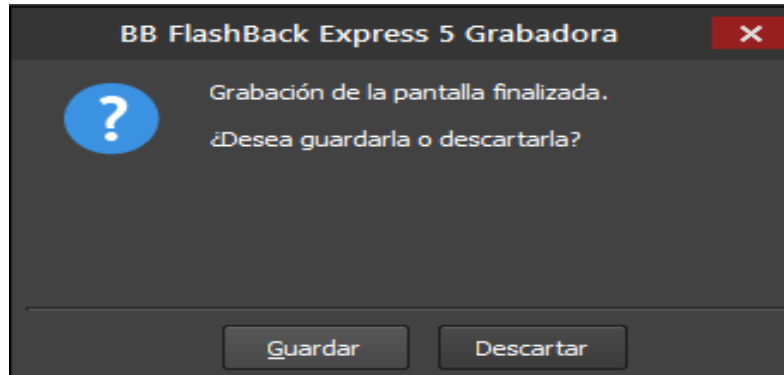 BB FlashBack Express 5 Grabadora
Grabación de la pantalla finalizada.
¿Desea guardarla o descartarla?
Guardar
Descartar